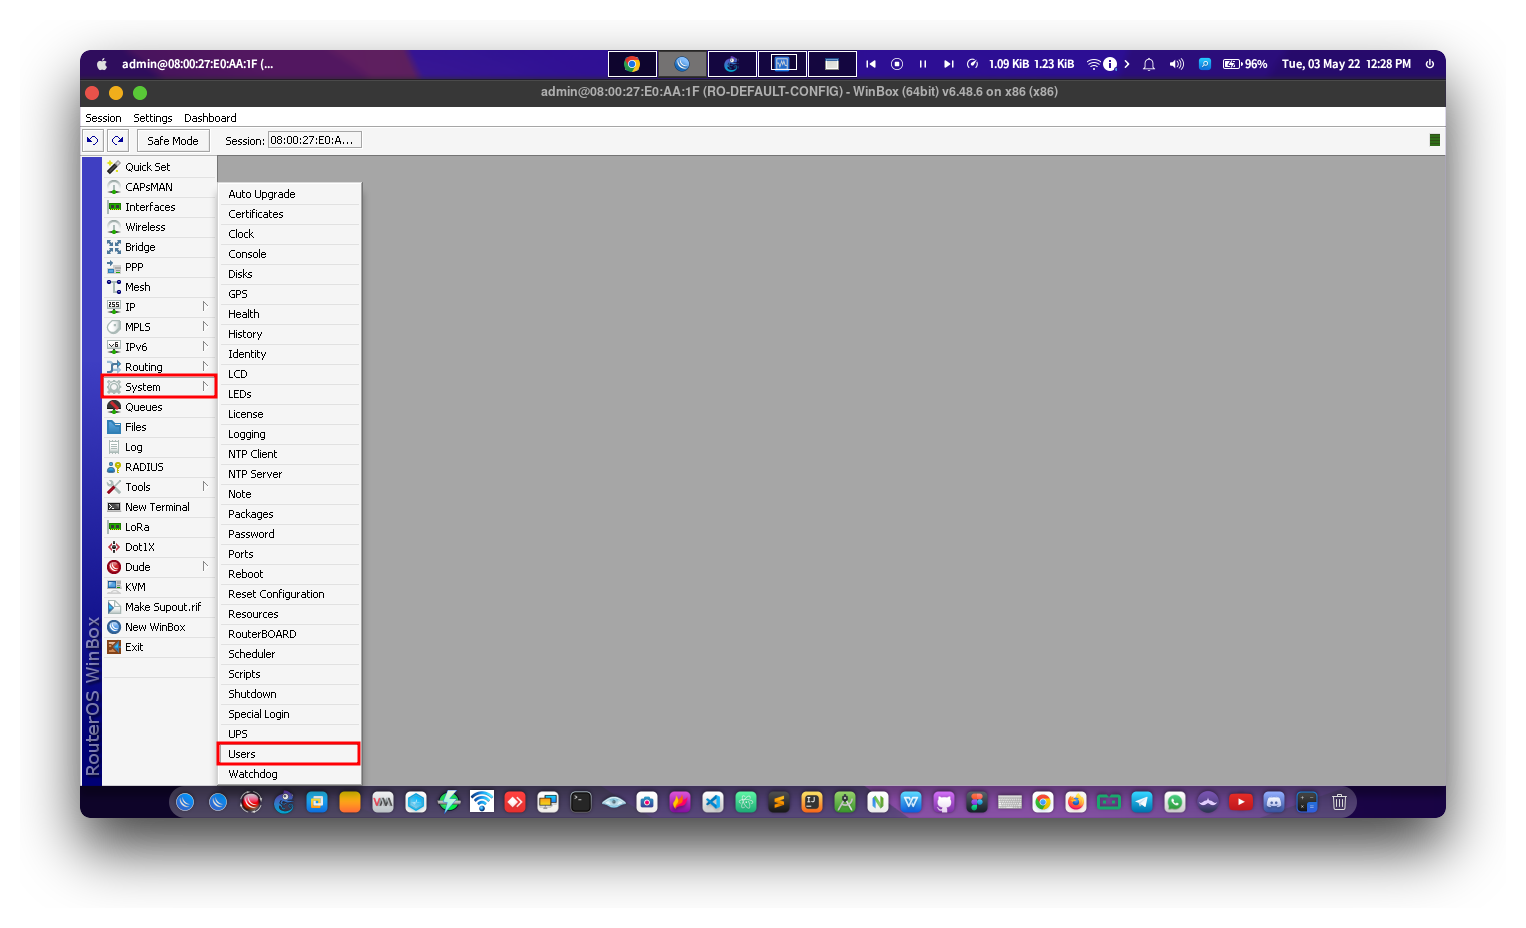 admin@08:00:27:E0:AA:1F (...
1.09 KiB 1.23 KiB
96%
Tue, 03 May 22 12:28 PM
admin@08:00:27:E0:AA:1F (RO-DEFAULT-CONFIG) - WinBox (64bit) v6.48.6 on x86 (x86)
Session Settings Dashboard
Safe Mode Session: 08:00:27:E0:A...
Quick Set
CAPsMAN
Interfaces
Wireless
Bridge
PPP
Mesh
IP
MPLS
IPv6
Routing
System
Queues
Files
Log
RADIUS
Tools
New Terminal
LoRa
Dot1X
Dude
KVM
Make Supout.rif
New WinBox
Exit
RouterOS WinBox
Auto Upgrade
Certificates
Clock
Console
Disks
GPS
Health
History
Identity
LCD
LEDs
License
Logging
NTP Client
NTP Server
Note
Packages
Password
Ports
Reboot
Reset Configuration
Resources
RouterBOARD
Scheduler
Scripts
Shutdown
Special Login
UPS
Users
Watchdog